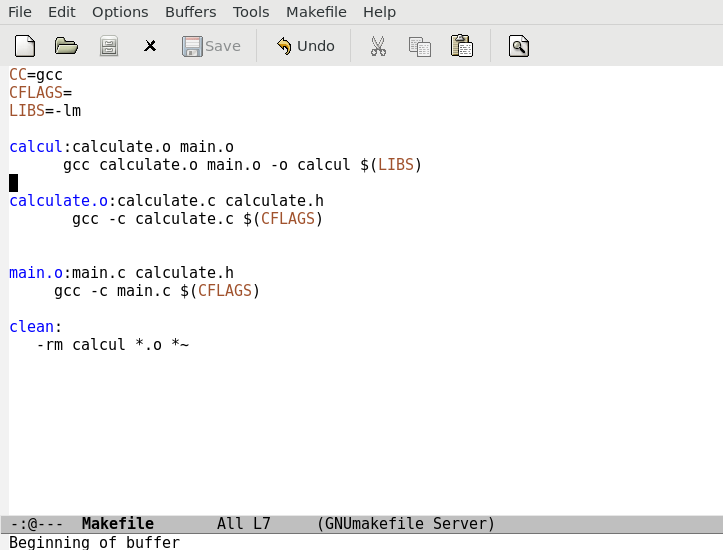 File Edit Options Buffers Tools Makefile Help
Save Undo
CC=gcc
CFLAGS=
LIBS=-lm
calcul:calculate.o main.o
gcc calculate.o main.o -o calcul $(LIBS)
calculate.o:calculate.c calculate.h
gcc -c calculate.c $(CFLAGS)
main.o:main.c calculate.h
gcc -c main.c $(CFLAGS)
clean:
-rm calcul *.o *~
-:@--- Makefile All L7 (GNUmakefile Server)
Beginning of buffer